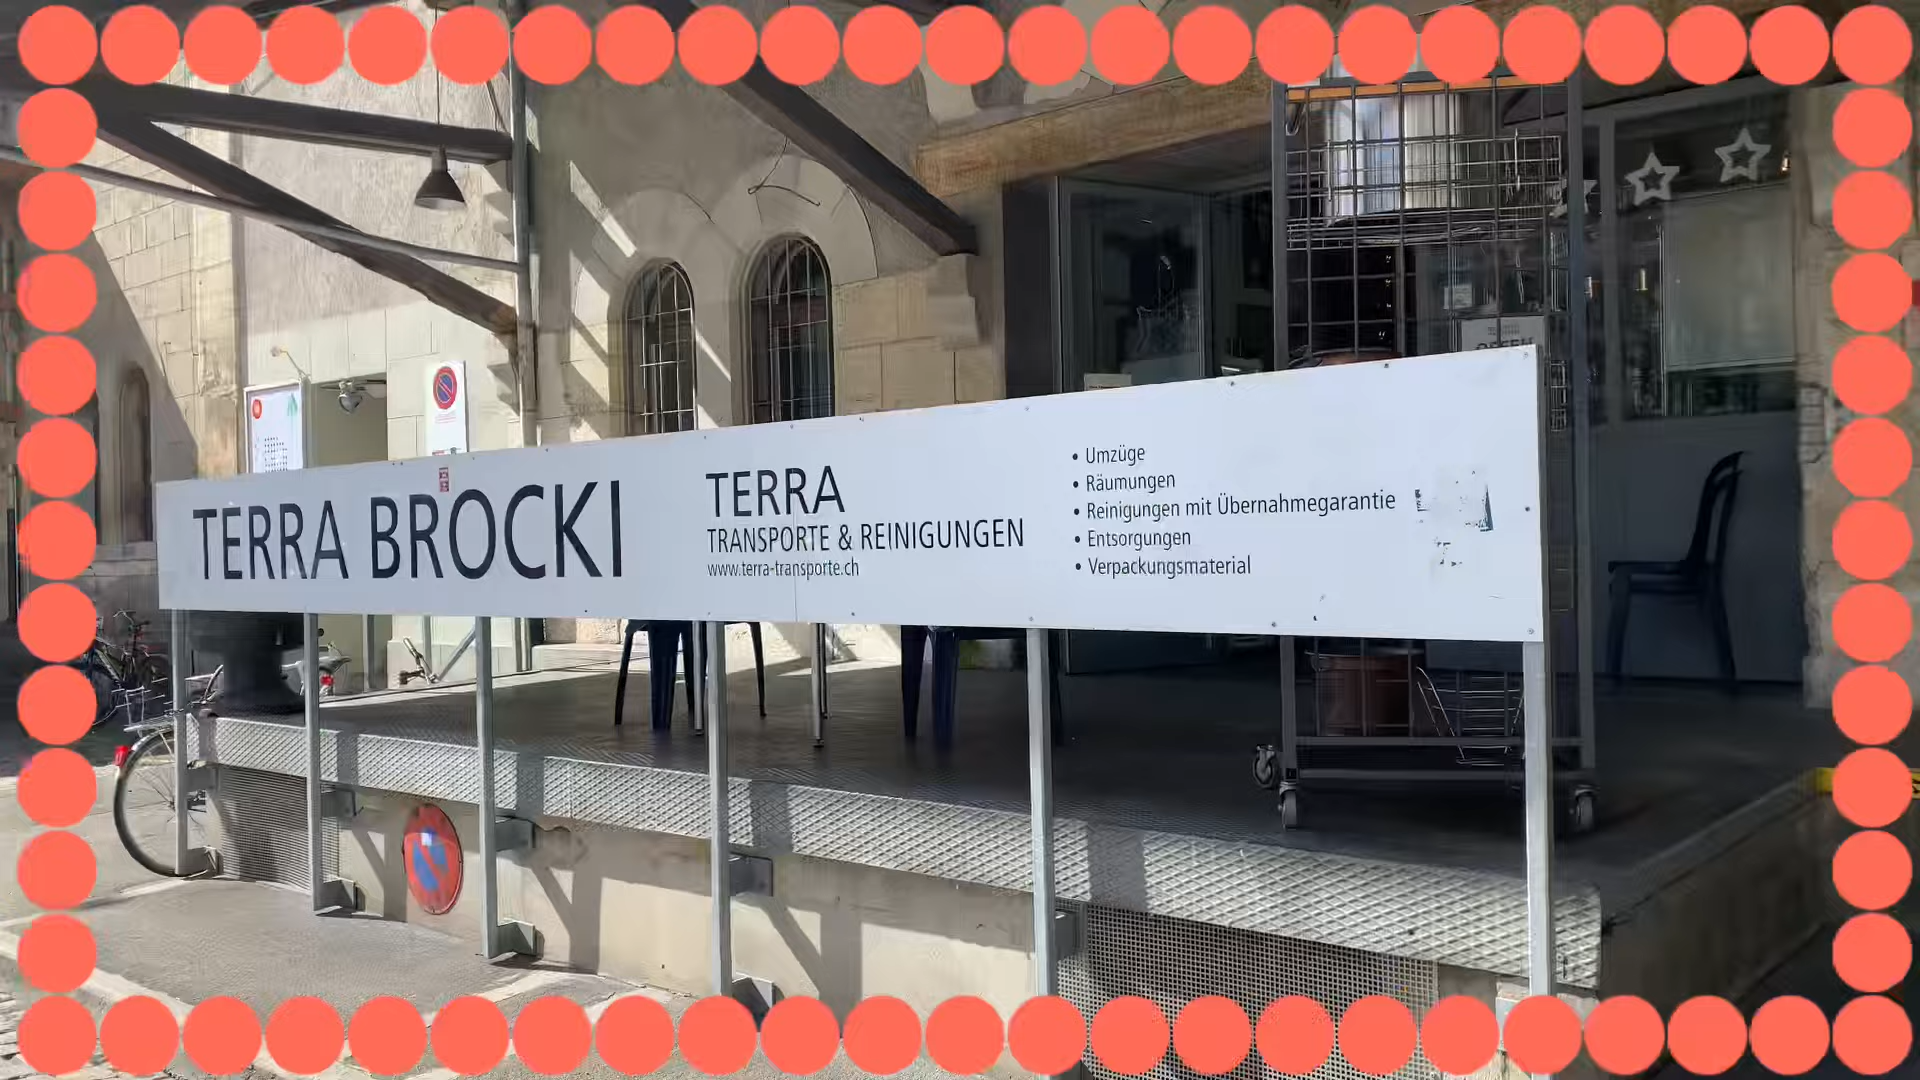 TERRA BROCKI
TERRA
TRANSPORTE & REINIGUNGEN
www.terra-transporte.ch
• Umzüge
• Räumungen
• Reinigungen mit Übernahmegarantie
• Entsorgungen
• Verpackungsmaterial